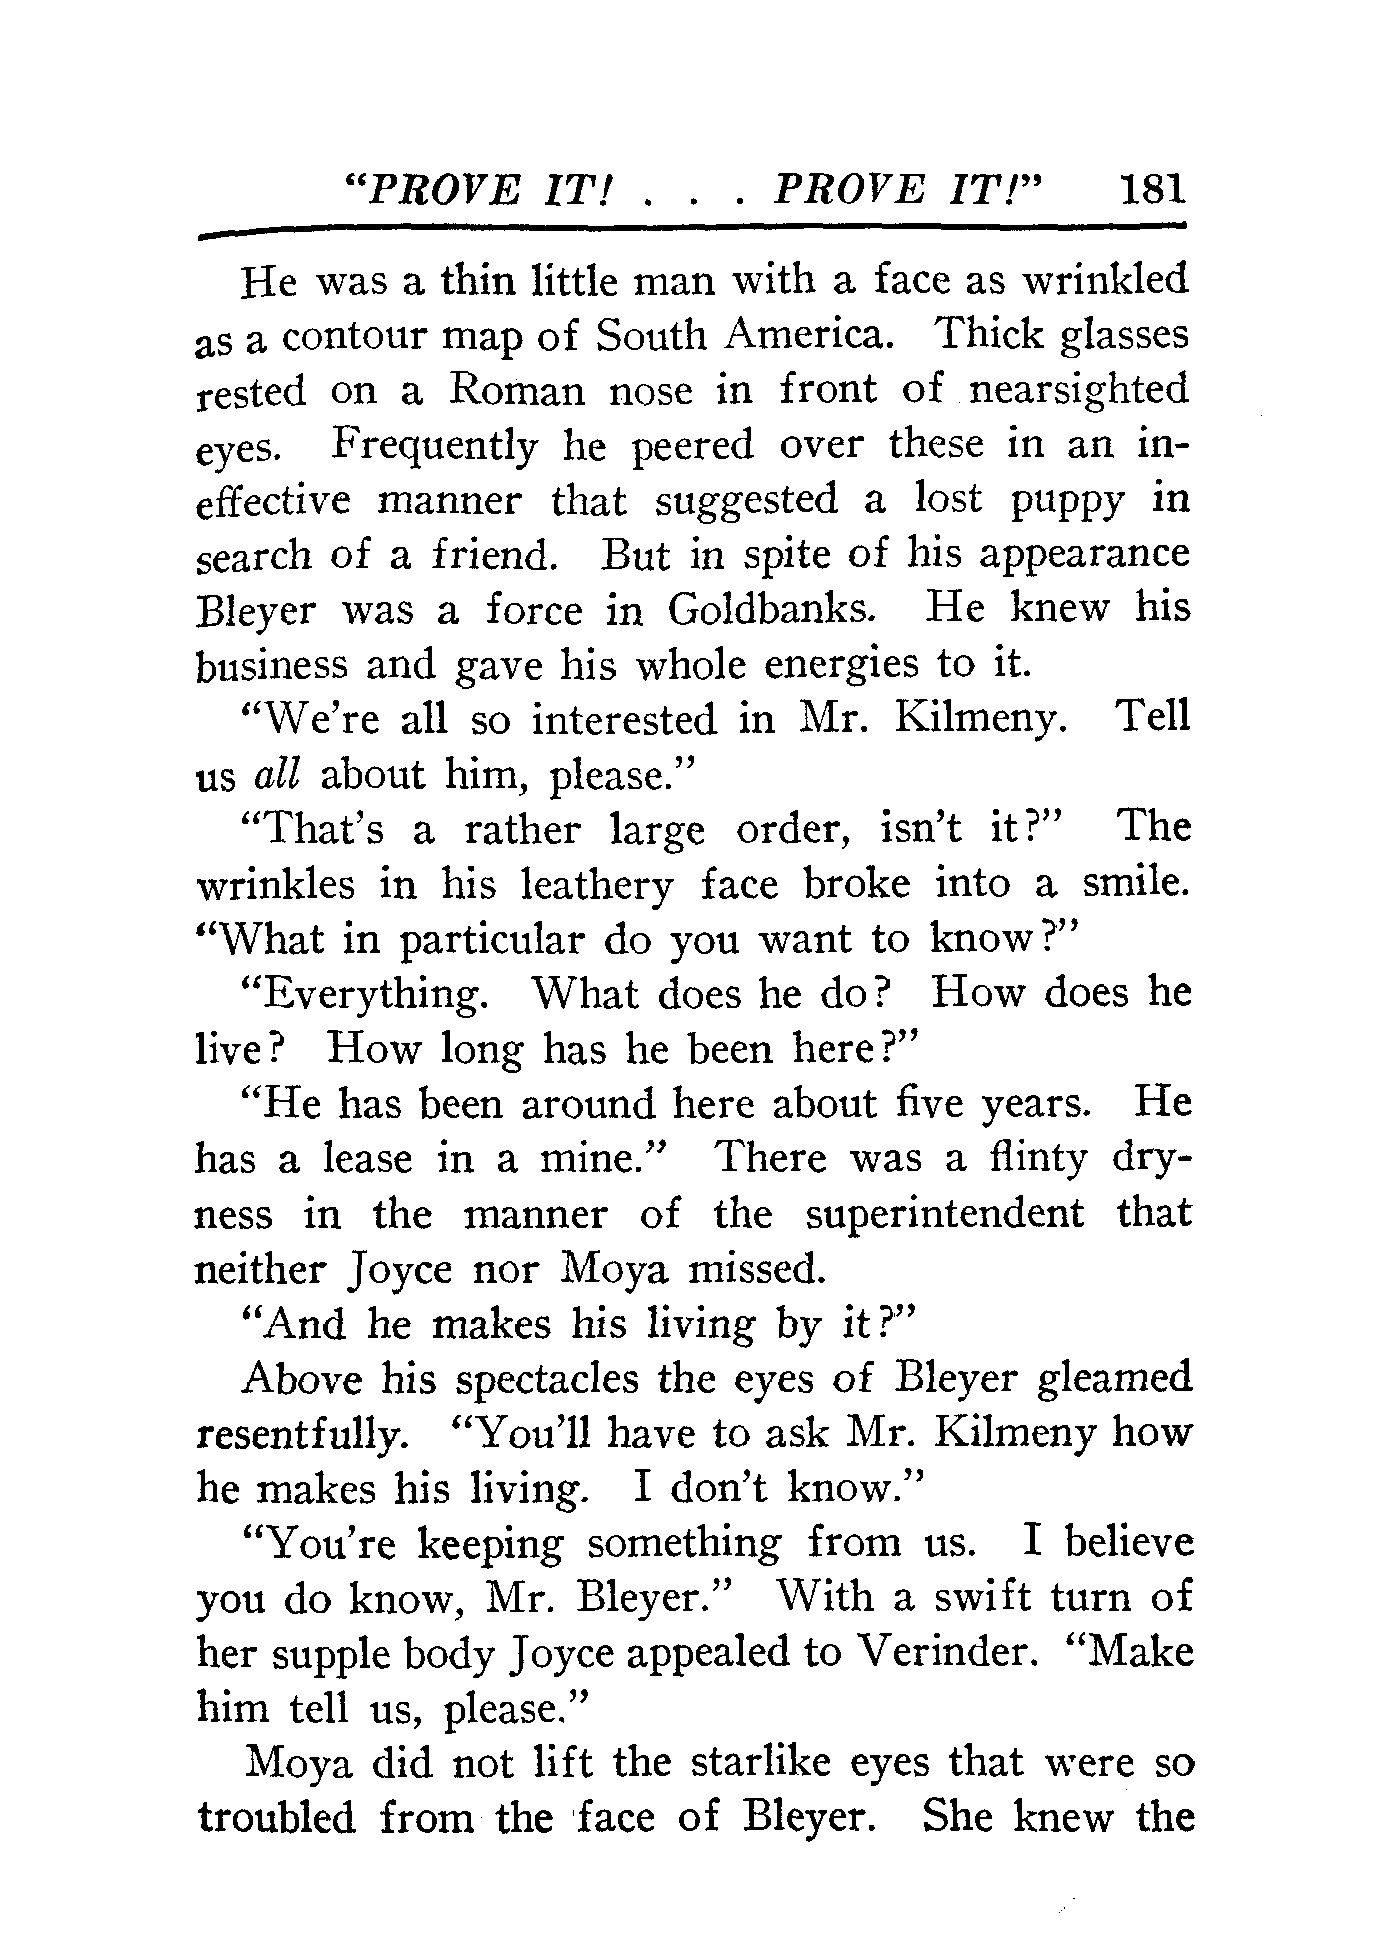 "PROVE IT! . . . PROVE IT!" 181
He was a thin little man with a face as wrinkled
as a contour map of South America. Thick glasses
rested on a Roman nose in front of nearsighted
eyes. Frequently he peered over these in an in-
effective manner that suggested a lost puppy in
search of a friend. But in spite of his appearance
Bleyer was a force in Goldbanks. He knew his
business and gave his whole energies to it.
"We're all so interested in Mr. Kilmeny. Tell
us all about him, please."
"That's a rather large order, isn't it?" The
wrinkles in his leathery face broke into a smile.
"What in particular do you want to know?"
"Everything. What does he do? How does he
live? How long has he been here?"
"He has been around here about five years. He
has a lease in a mine." There was a flinty dry-
ness in the manner of the superintendent that
neither Joyce nor Moya missed.
"And he makes his living by it?"
Above his spectacles the eyes of Bleyer gleamed
resentfully. "You'll have to ask Mr. Kilmeny how
he makes his living. I don't know."
"You're keeping something from us. I believe
you do know, Mr. Bleyer." With a swift turn of
her supple body Joyce appealed to Verinder. "Make
him tell us, please."
Moya did not lift the starlike eyes that were so
troubled from the face of Bleyer. She knew the